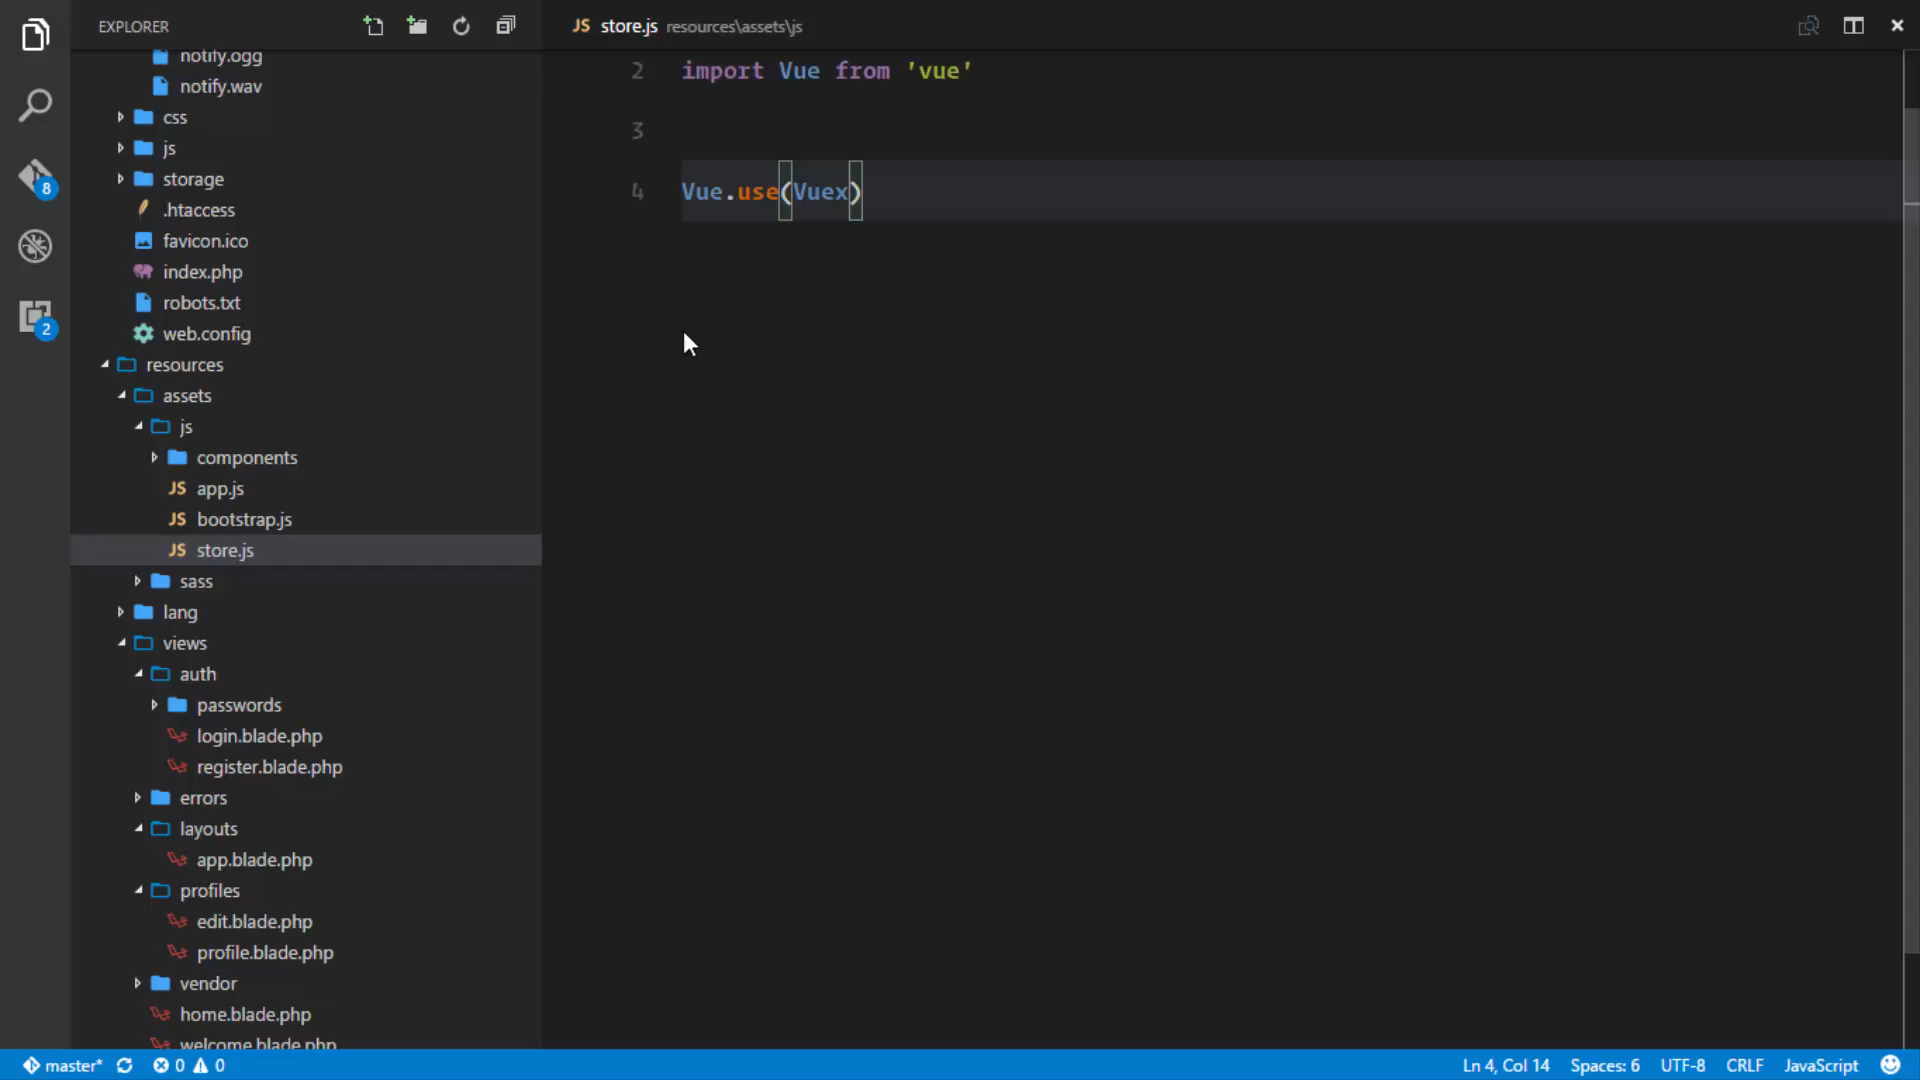 EXPLORER
notify.ogg
notify.wav
css
js
storage
.htaccess
favicon.ico
index.php
robots.txt
web.config
resources
assets
js
components
JS app.js
JS bootstrap.js
JS store.js
sass
lang
views
auth
passwords
login.blade.php
register.blade.php
errors
layouts
app.blade.php
profiles
edit.blade.php
profile.blade.php
vendor
home.blade.php
welcome.blade.php
8
2
JS store.js resources\assets\js
2 import Vue from 'vue'
3
4 Vue.use(Vuex)
master* 0 0 Ln 4, Col 14 Spaces: 6 UTF-8 CRLF JavaScript